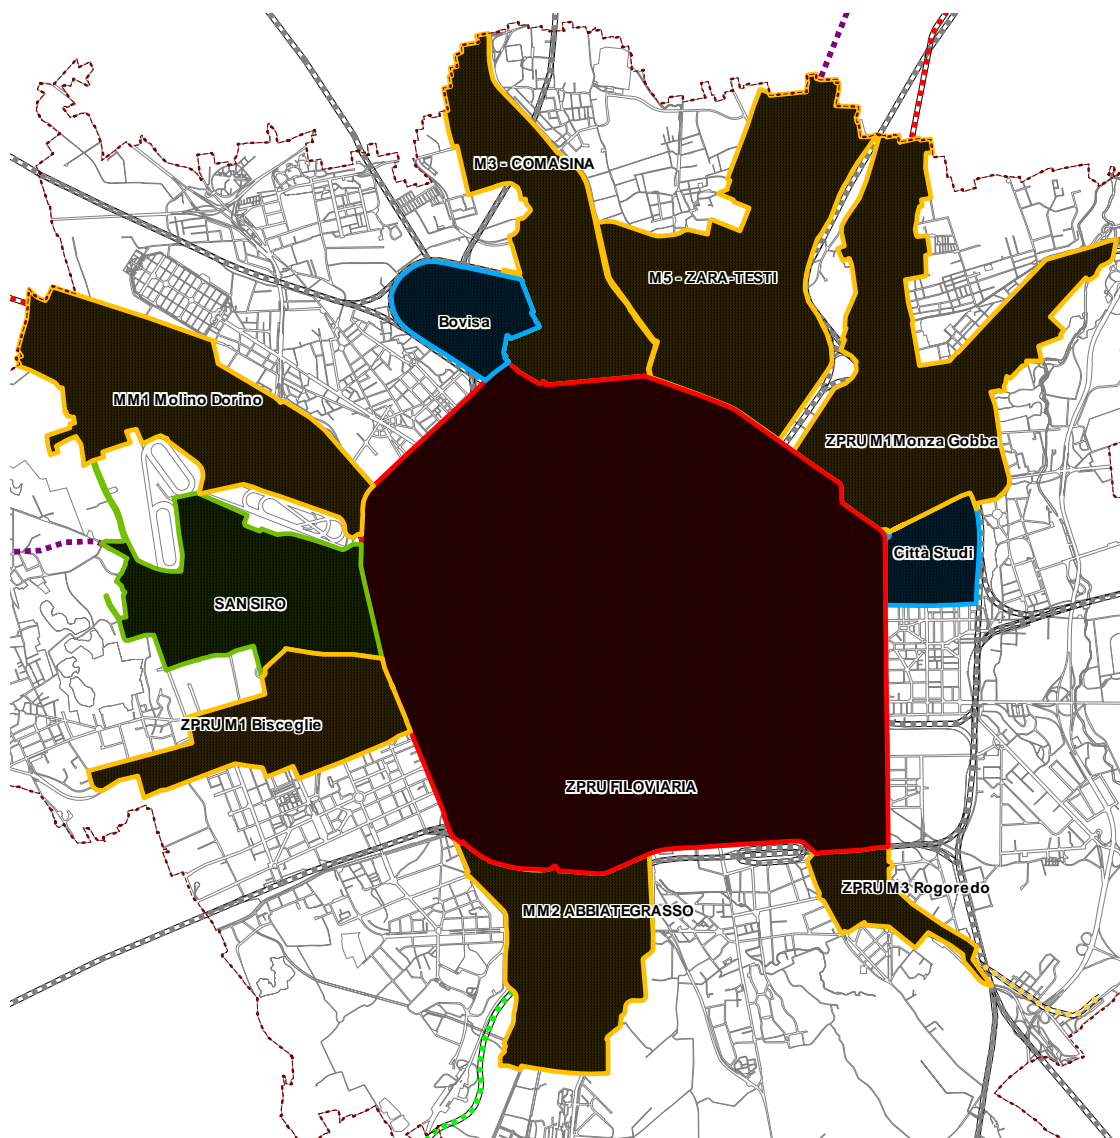 M3 - COMASINA
M5 - ZARA-TESTI
Bovisa
MM1 Molino Dorino
ZPRU M1Monza Gobba
Città Studi
SAN SIRO
ZPRU M1 Bisceglie
ZPRU FILOVIARIA
ZPRU M3 Rogoredo
MM2 ABBIATEGRASSO